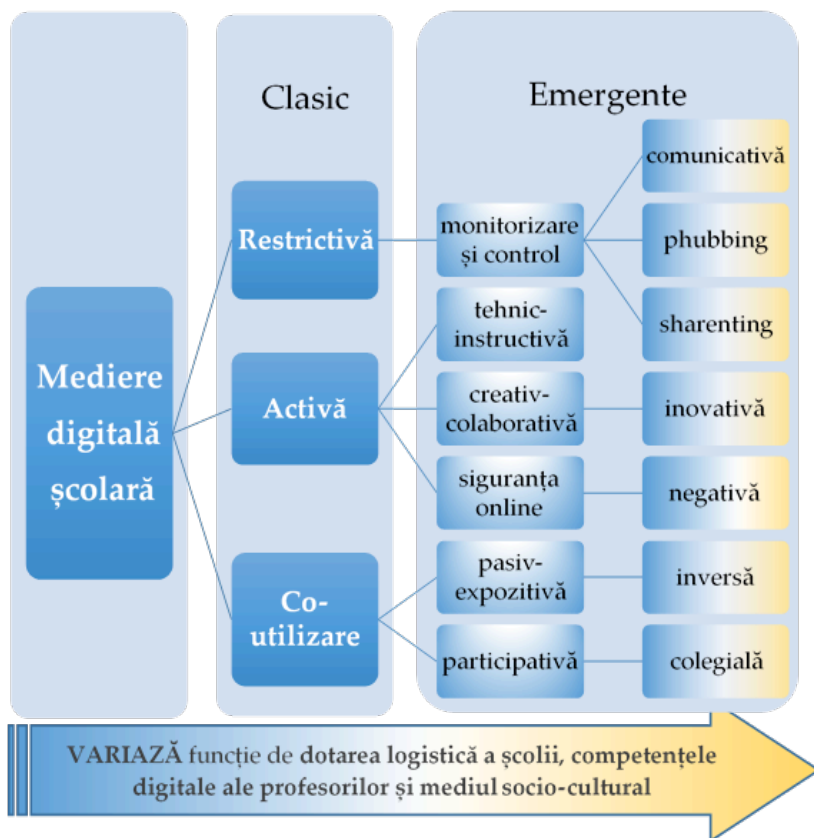 Clasic
Emergente
comunicativă
Restrictivă
monitorizare
și control
phubbing
sharenting
Mediere
digitală
școlară
Activă
tehnic-
instructivă
creativ-
colaborativă
inovativă
siguranța
online
negativă
Co-
utilizare
pasiv-
expozitivă
inversă
participativă
colegială
VARIAZĂ funcție de dotarea logistică a școlii, competențele
digitale ale profesorilor și mediul socio-cultural